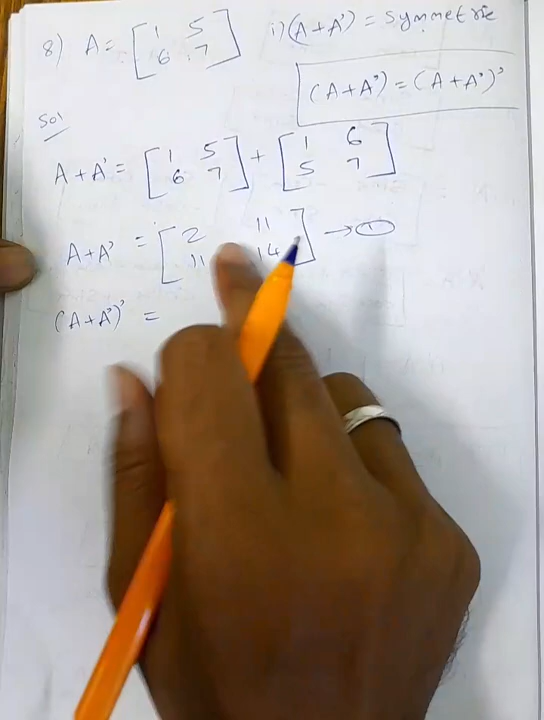 8) A = [1 5 i) (A+A') = Symmetric
6 7]
(A+A') = (A+A')'
Sol
A+A' = [1 5 + [1 6
6 7] 5 7]
A+A' = [2 11 → ①
11 14]
(A+A')' =